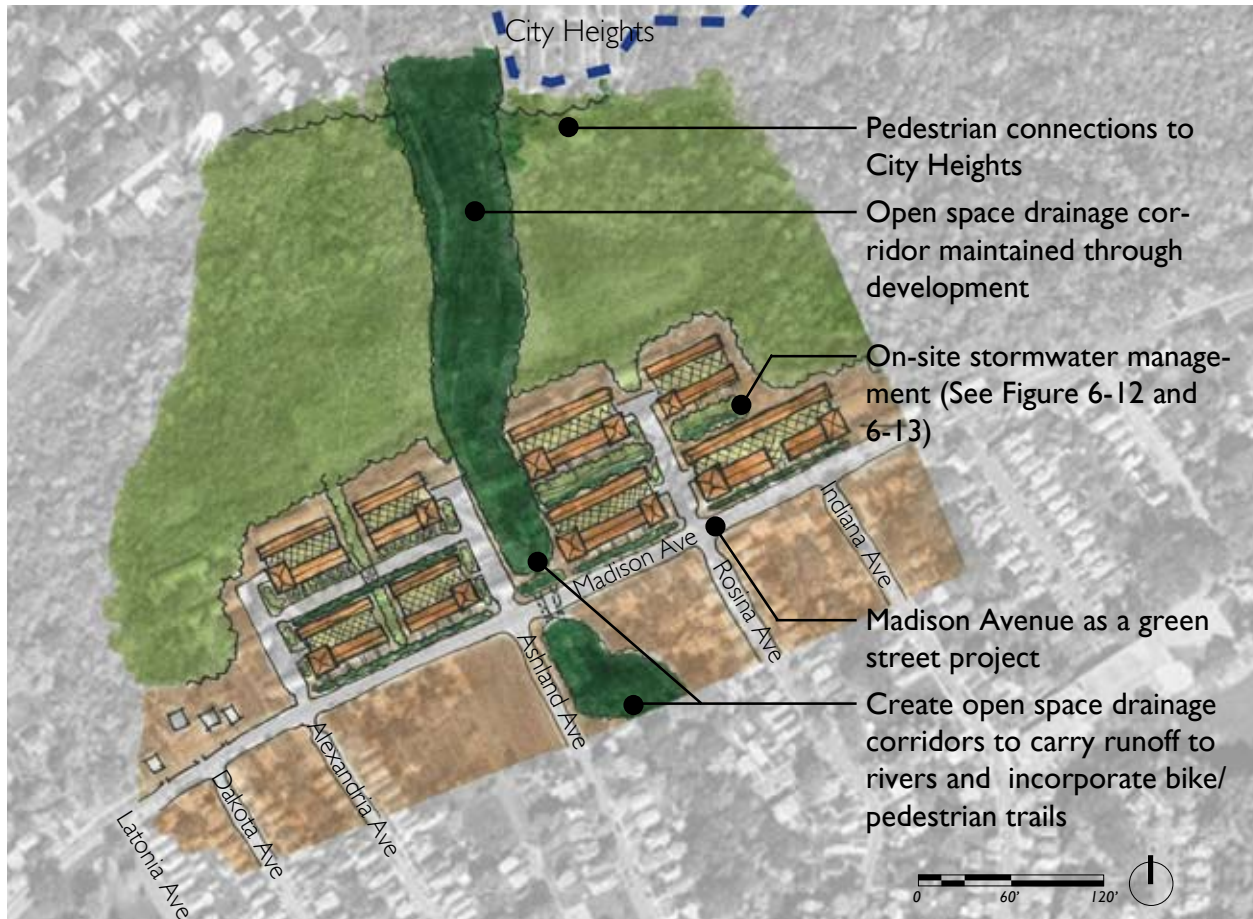 City Heights
Pedestrian connections to
City Heights
Open space drainage cor-
ridor maintained through
development
On-site stormwater manage-
ment (See Figure 6-12 and
6-13)
Madison Ave
Indiana Ave
Rosina Ave
Madison Avenue as a green
street project
Ashland Ave
Create open space drainage
corridors to carry runoff to
rivers and incorporate bike/
pedestrian trails
Alexandria Ave
Dakota Ave
Latonia Ave
0 60' 120'